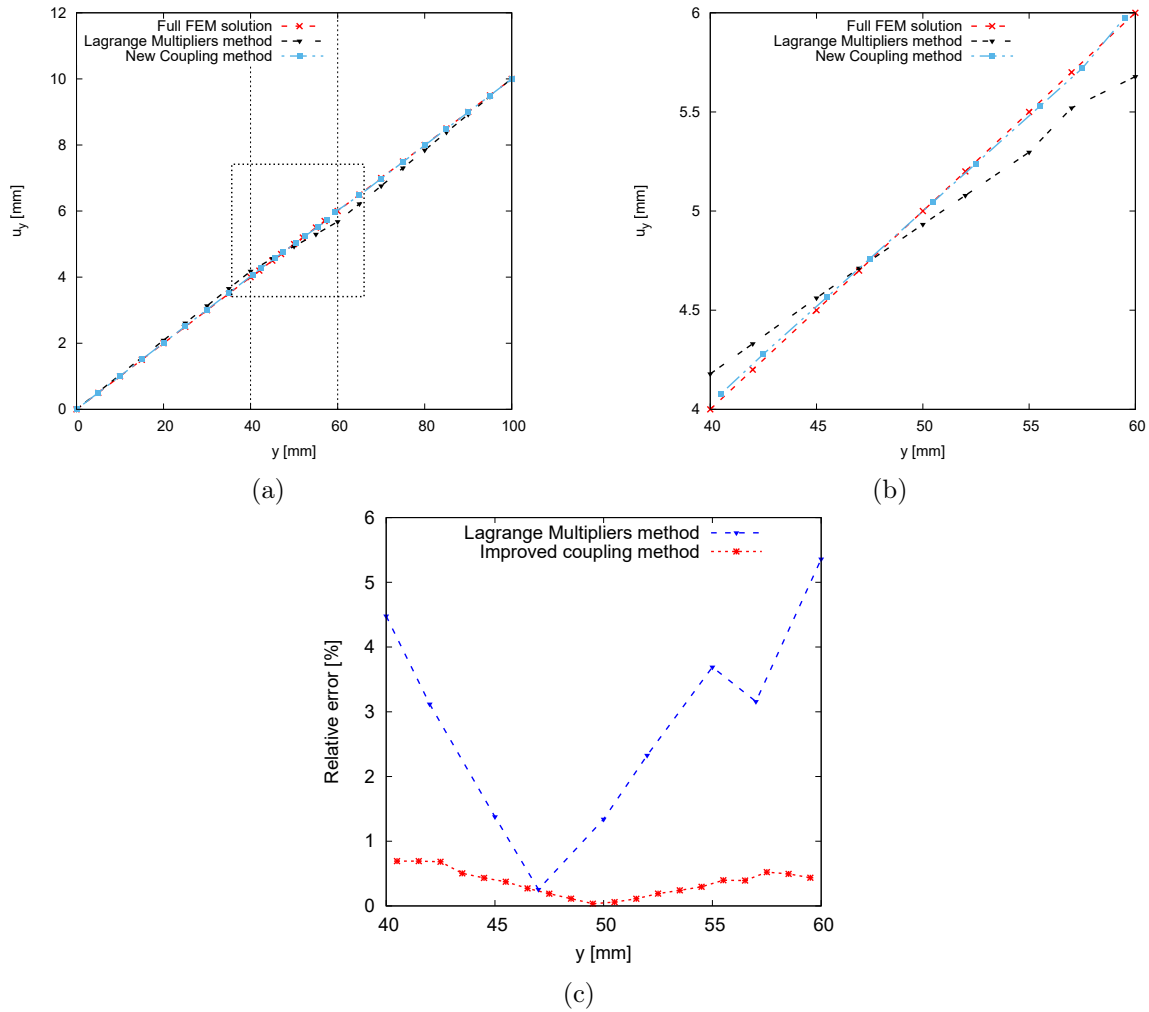 Full FEM solution
Lagrange Multipliers method
New Coupling method
12
10
8
6
4
2
0
0 20 40 60 80 100
u_y [mm]
y [mm]
(a)
Full FEM solution
Lagrange Multipliers method
New Coupling method
6
5.5
5
4.5
4
40 45 50 55 60
u_y [mm]
y [mm]
(b)
Lagrange Multipliers method
Improved coupling method
6
5
4
3
2
1
0
40 45 50 55 60
Relative error [%]
y [mm]
(c)